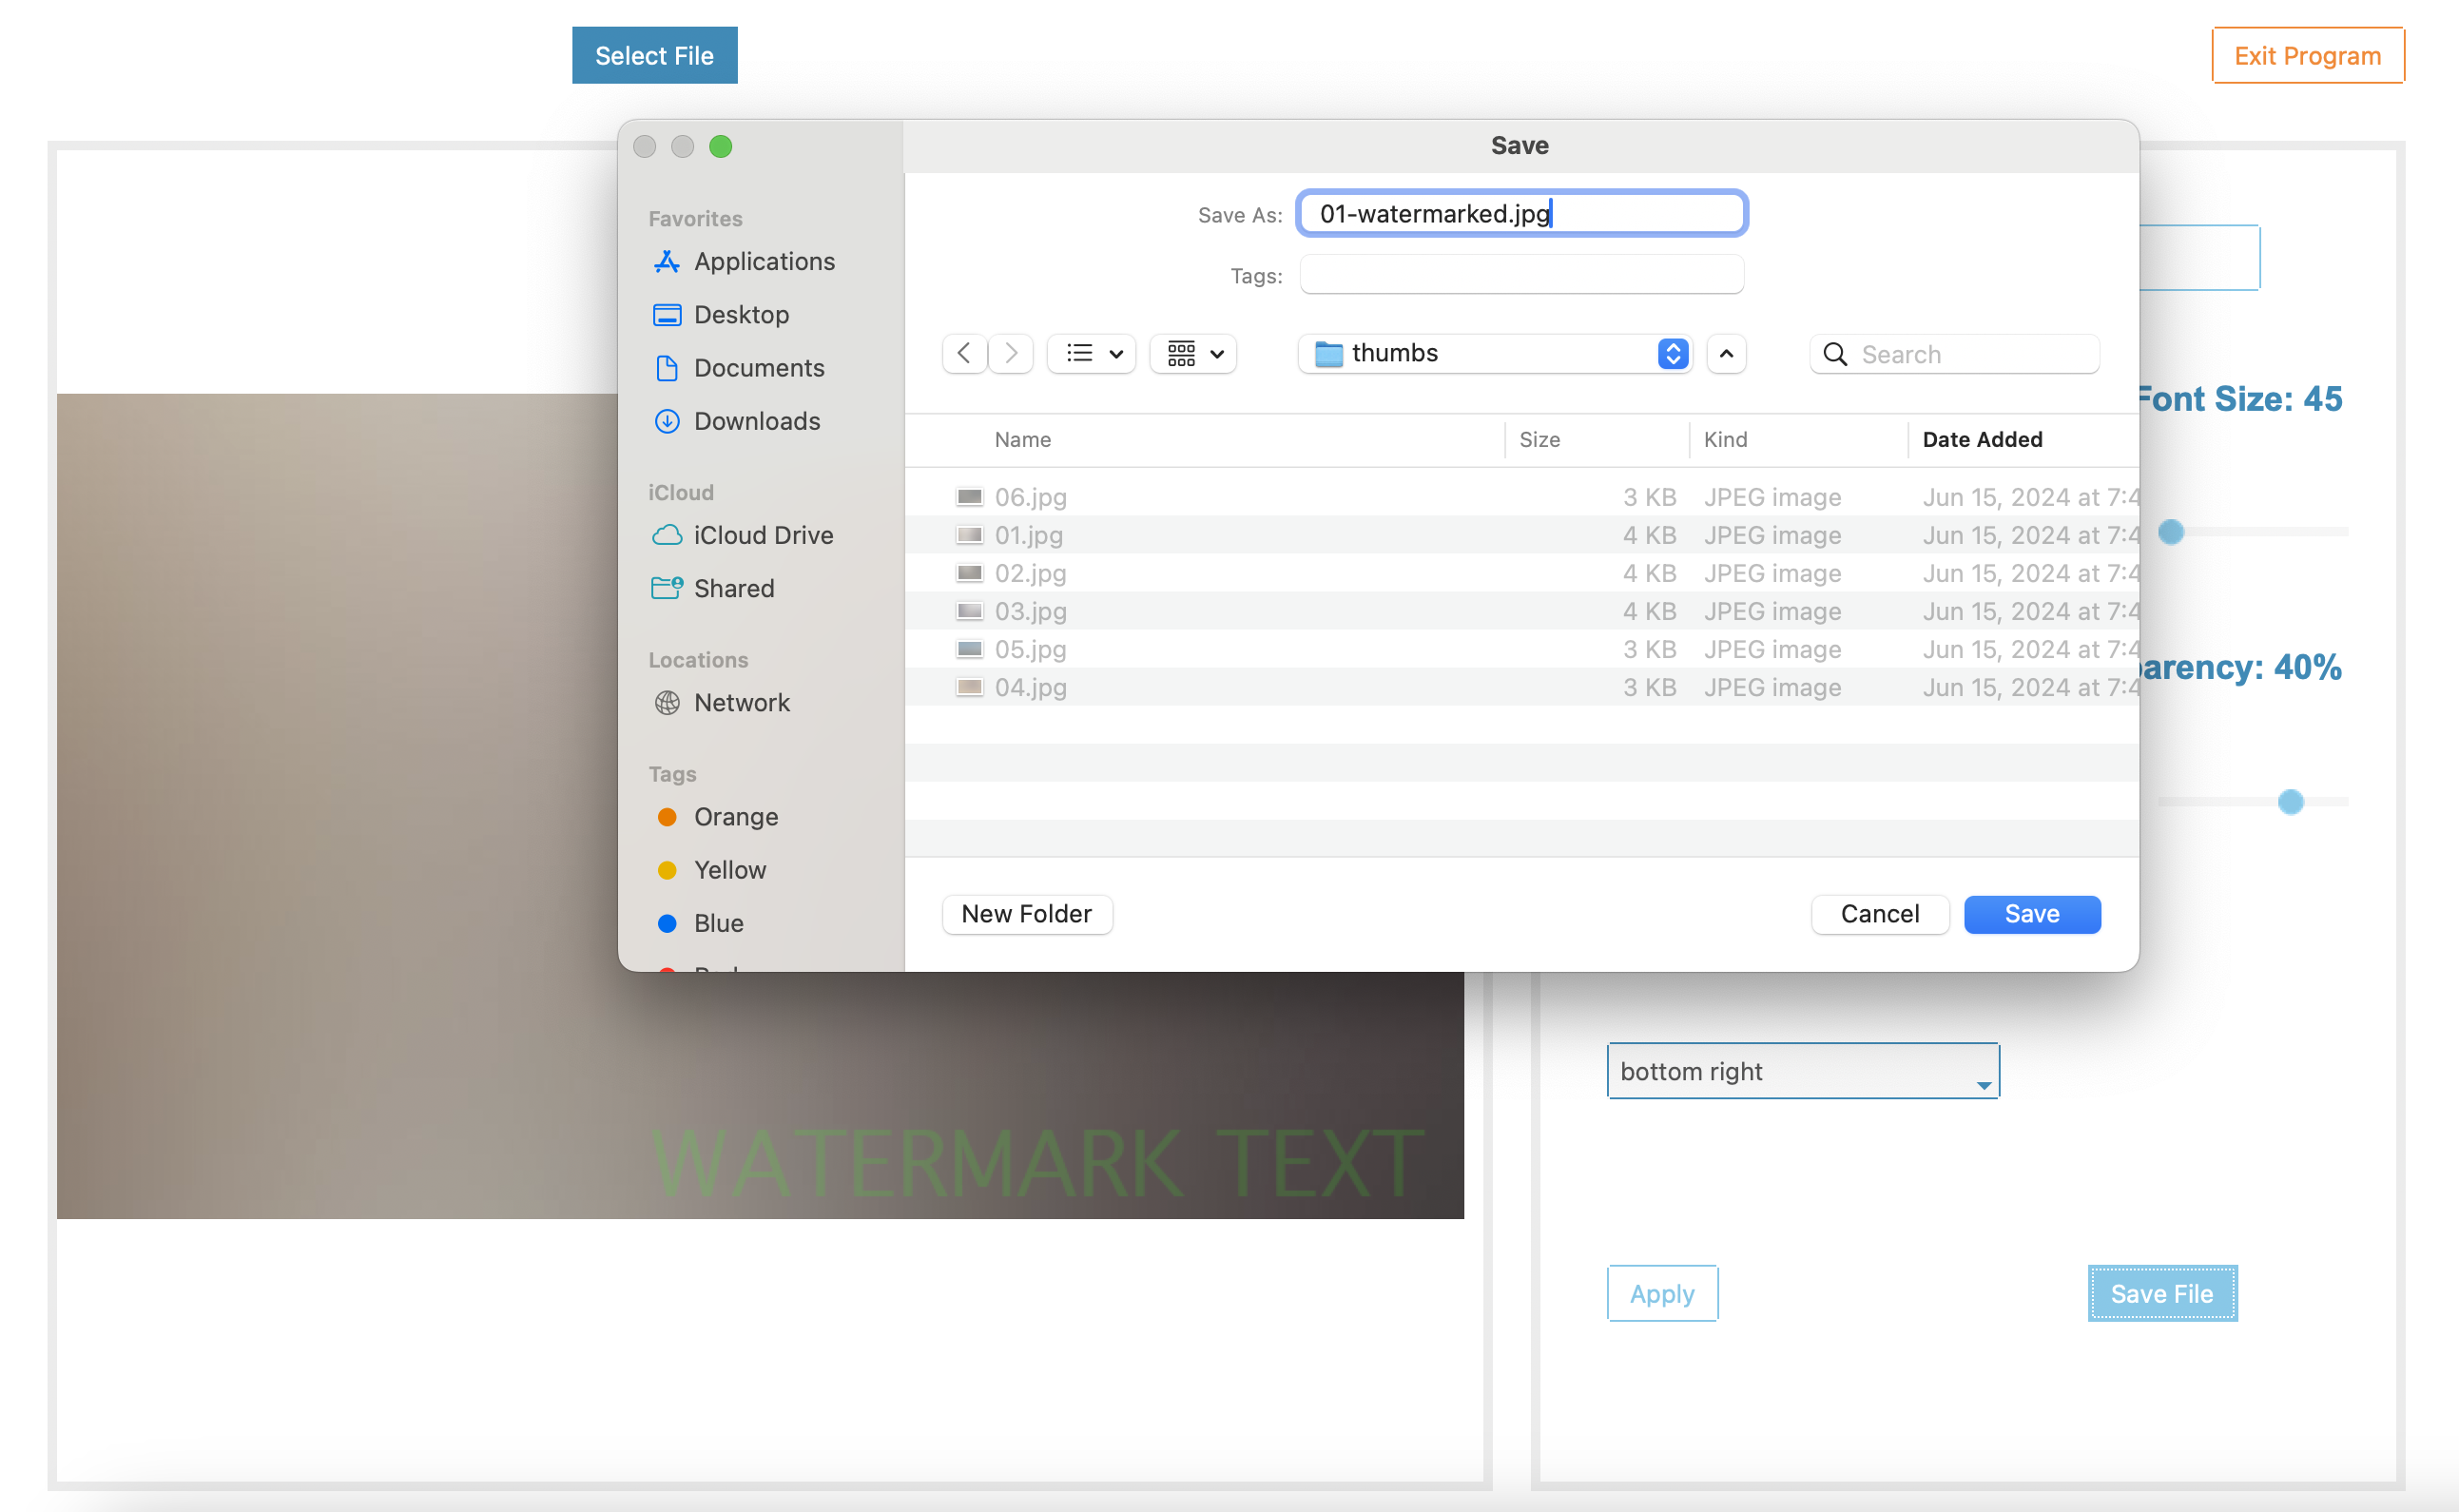 Select File
Exit Program
Save
Favorites
Applications
Desktop
Documents
Downloads
iCloud
iCloud Drive
Shared
Locations
Network
Tags
Orange
Yellow
Blue
Save As: 01-watermarked.jpg
Tags:
thumbs
Search
Name Size Kind Date Added
06.jpg 3 KB JPEG image Jun 15, 2024 at 7:4
01.jpg 4 KB JPEG image Jun 15, 2024 at 7:4
02.jpg 4 KB JPEG image Jun 15, 2024 at 7:4
03.jpg 4 KB JPEG image Jun 15, 2024 at 7:4
05.jpg 3 KB JPEG image Jun 15, 2024 at 7:4
04.jpg 3 KB JPEG image Jun 15, 2024 at 7:4
New Folder
Cancel
Save
Font Size: 45
parency: 40%
bottom right
WATERMARK TEXT
Apply
Save File